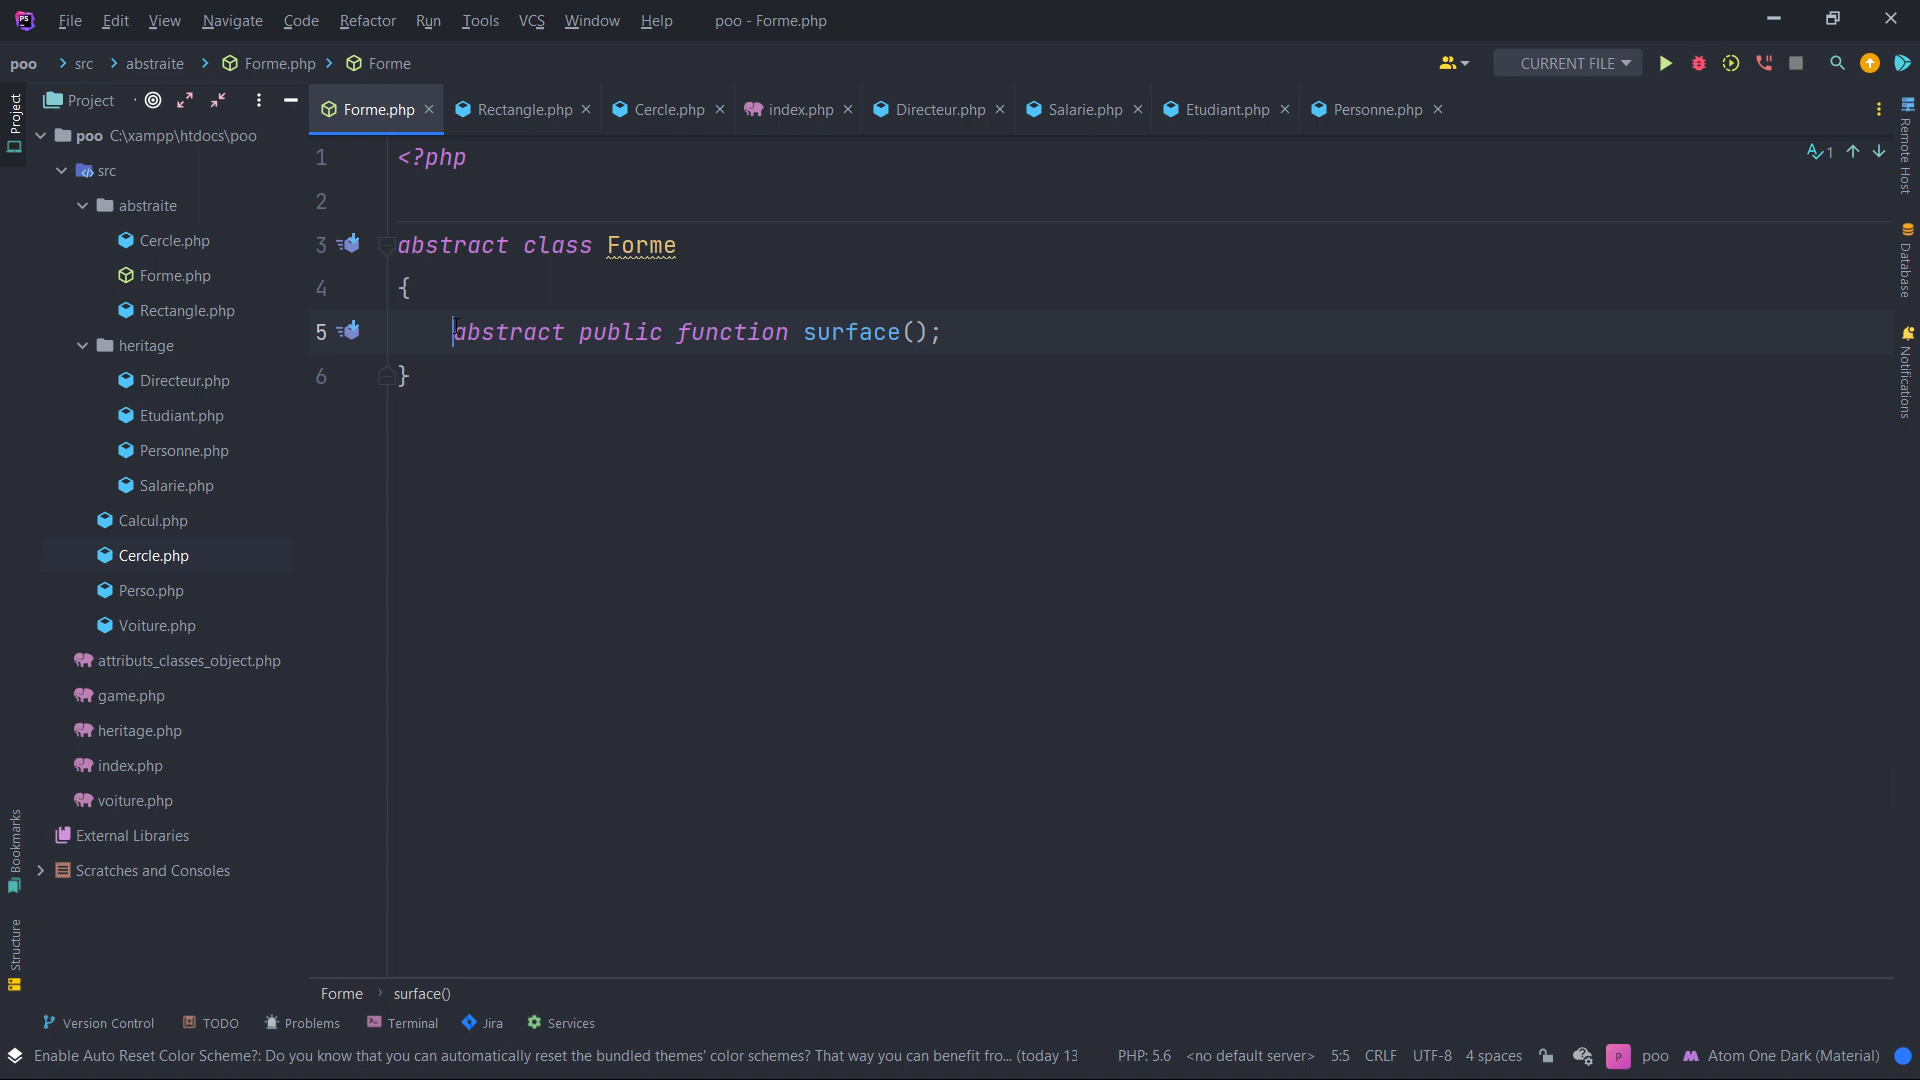 PS File Edit View Navigate Code Refactor Run Tools VCS Window Help poo - Forme.php
poo src abstraite Forme.php Forme CURRENT FILE
Project
Project
poo C:\xampp\htdocs\poo
src
abstraite
Cercle.php
Forme.php
Rectangle.php
heritage
Directeur.php
Etudiant.php
Personne.php
Salarie.php
Calcul.php
Cercle.php
Perso.php
Voiture.php
attributs_classes_object.php
game.php
heritage.php
index.php
voiture.php
External Libraries
Scratches and Consoles
Bookmarks
Structure
Forme.php Rectangle.php Cercle.php index.php Directeur.php Salarie.php Etudiant.php Personne.php
1 <?php
2
3 abstract class Forme
4 {
5 abstract public function surface();
6 }
1
Remote Host
Database
Notifications
Forme surface()
Version Control TODO Problems Terminal Jira Services
Enable Auto Reset Color Scheme?: Do you know that you can automatically reset the bundled themes' color schemes? That way you can benefit fro... (today 13 PHP: 5.6 <no default server> 5:5 CRLF UTF-8 4 spaces P poo Atom One Dark (Material)